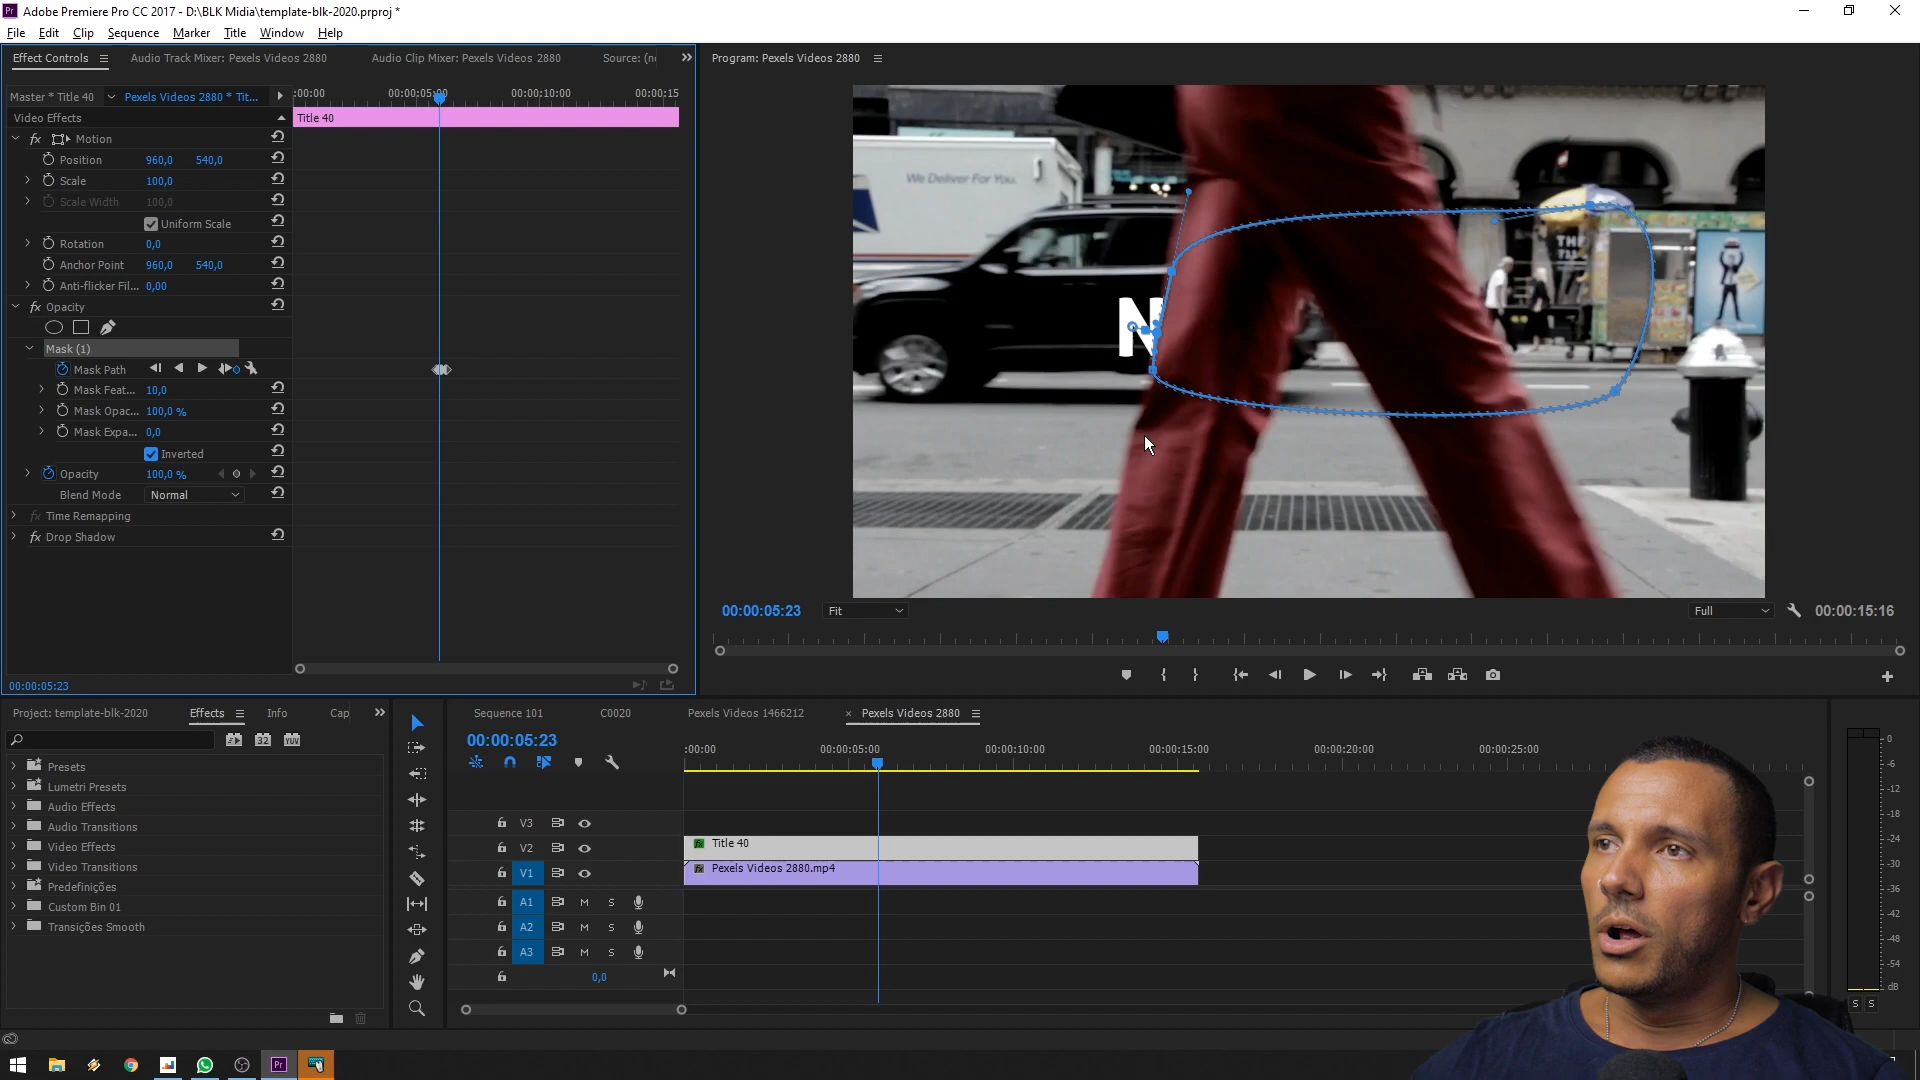 Adobe Premiere Pro CC 2017 - D:\BLK Midia\template-blk-2020.prproj *
File Edit Clip Sequence Marker Title Window Help
Effect Controls Audio Track Mixer: Pexels Videos 2880 Audio Clip Mixer: Pexels Videos 2880 Source: (n
Program: Pexels Videos 2880
Master * Title 40 Pexels Videos 2880 * Tit...
:00:00 00:00:05:00 00:00:10:00 00:00:15
Video Effects
Title 40
fx Motion
Position 960,0 540,0
Scale 100,0
Scale Width 100,0
Uniform Scale
Rotation 0,0
Anchor Point 960,0 540,0
Anti-flicker Fil... 0,00
fx Opacity
Mask (1)
Mask Path
Mask Feat... 10,0
Mask Opac... 100,0 %
Mask Expa... 0,0
Inverted
Opacity 100,0 %
Blend Mode Normal
fx Time Remapping
fx Drop Shadow
00:00:05:23
We Deliver For You.
THE
N
00:00:05:23 Fit Full 00:00:15:16
Project: template-blk-2020 Effects Info Cap
32 YUV
Presets
Lumetri Presets
Audio Effects
Audio Transitions
Video Effects
Video Transitions
Predefinições
Custom Bin 01
Transições Smooth
Sequence 101 C0020 Pexels Videos 1466212 × Pexels Videos 2880
00:00:05:23
:00:00 00:00:05:00 00:00:10:00 00:00:15:00 00:00:20:00 00:00:25:00
V3
V2 fx Title 40
V1 fx Pexels Videos 2880.mp4
A1 M S
A2 M S
A3 M S
0,0
0
-6
-12
-18
-24
-30
-36
-42
-48
-54
dB
S S
Pr